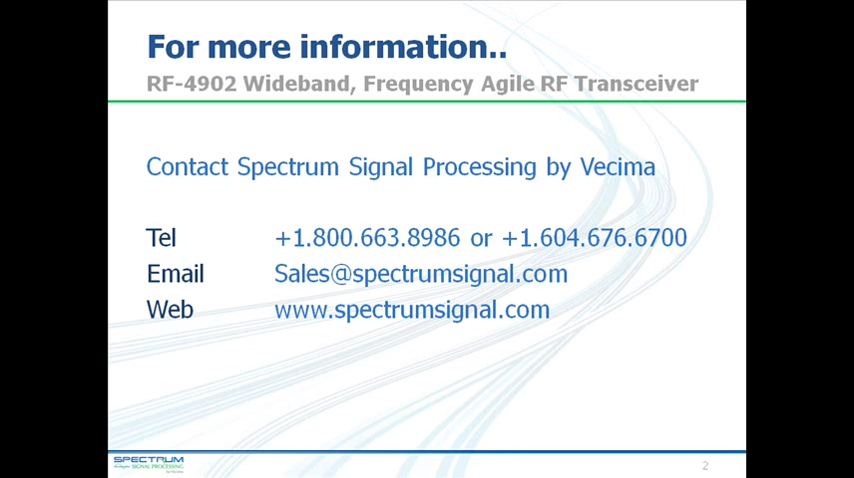 For more information..
RF-4902 Wideband, Frequency Agile RF Transceiver
Contact Spectrum Signal Processing by Vecima
Tel +1.800.663.8986 or +1.604.676.6700
Email Sales@spectrumsignal.com
Web www.spectrumsignal.com
SPECTRUM
SIGNAL PROCESSING
2